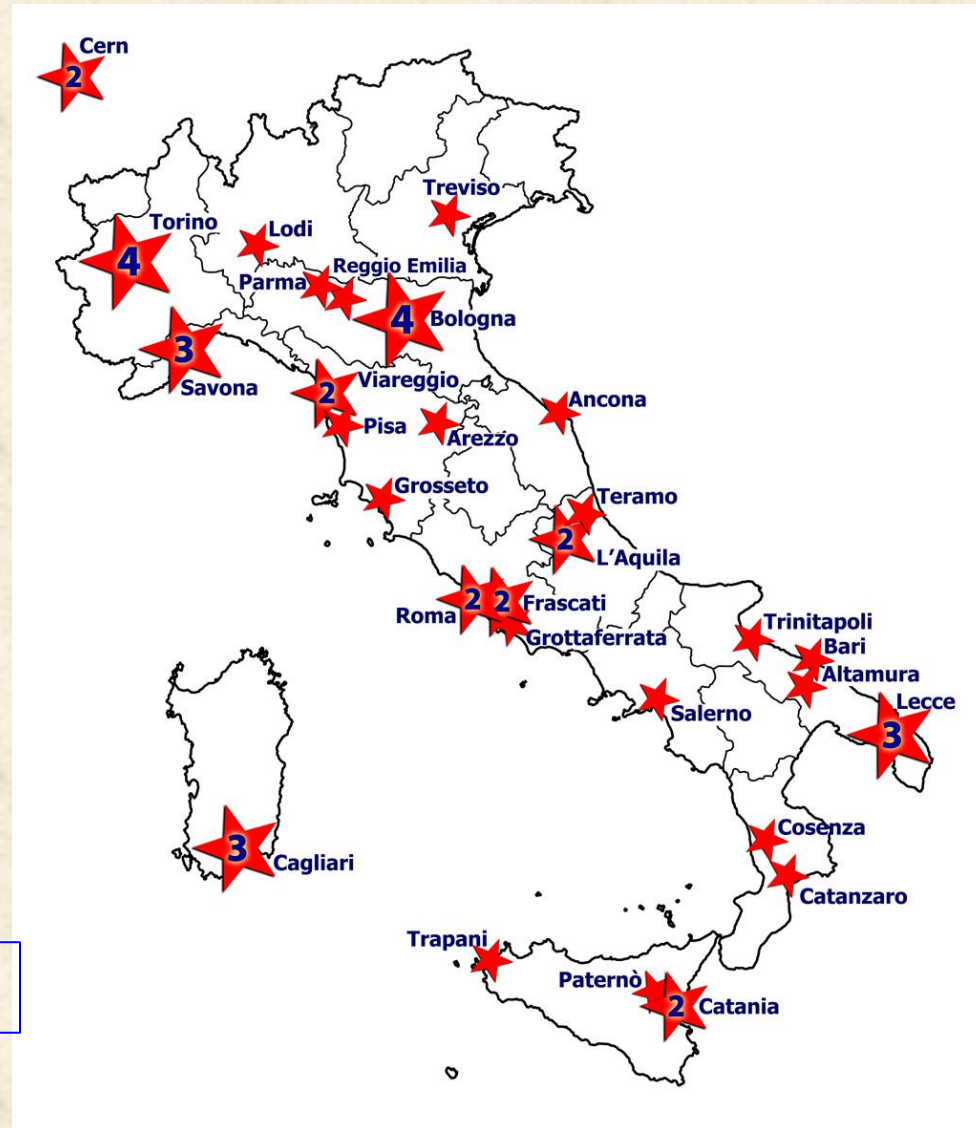 Cern
2
Treviso
Torino
4
Lodi
Reggio Emilia
Parma
4
Bologna
3
Savona
2
Viareggio
Pisa
Arezzo
Ancona
Grosseto
Teramo
2
L'Aquila
Roma
2
2
Frascati
Grottaferrata
Trinitapoli
Bari
Altamura
Lecce
3
Salerno
3
Cagliari
Cosenza
Catanzaro
Trapani
Paternò
2
Catania